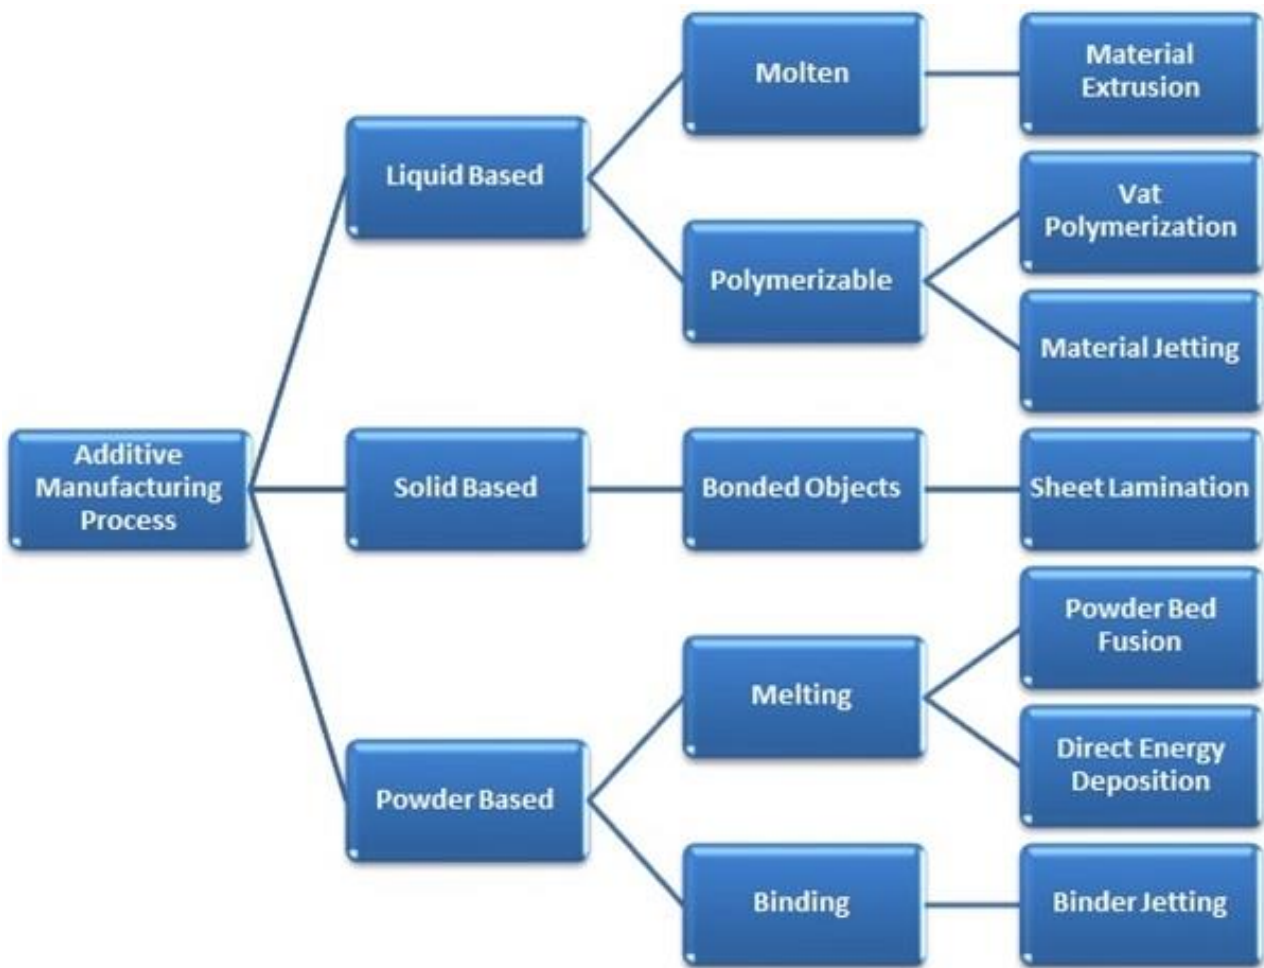 Additive
Manufacturing
Process
Liquid Based
Molten
Material
Extrusion
Polymerizable
Vat
Polymerization
Material Jetting
Solid Based
Bonded Objects
Sheet Lamination
Powder Based
Melting
Powder Bed
Fusion
Direct Energy
Deposition
Binding
Binder Jetting